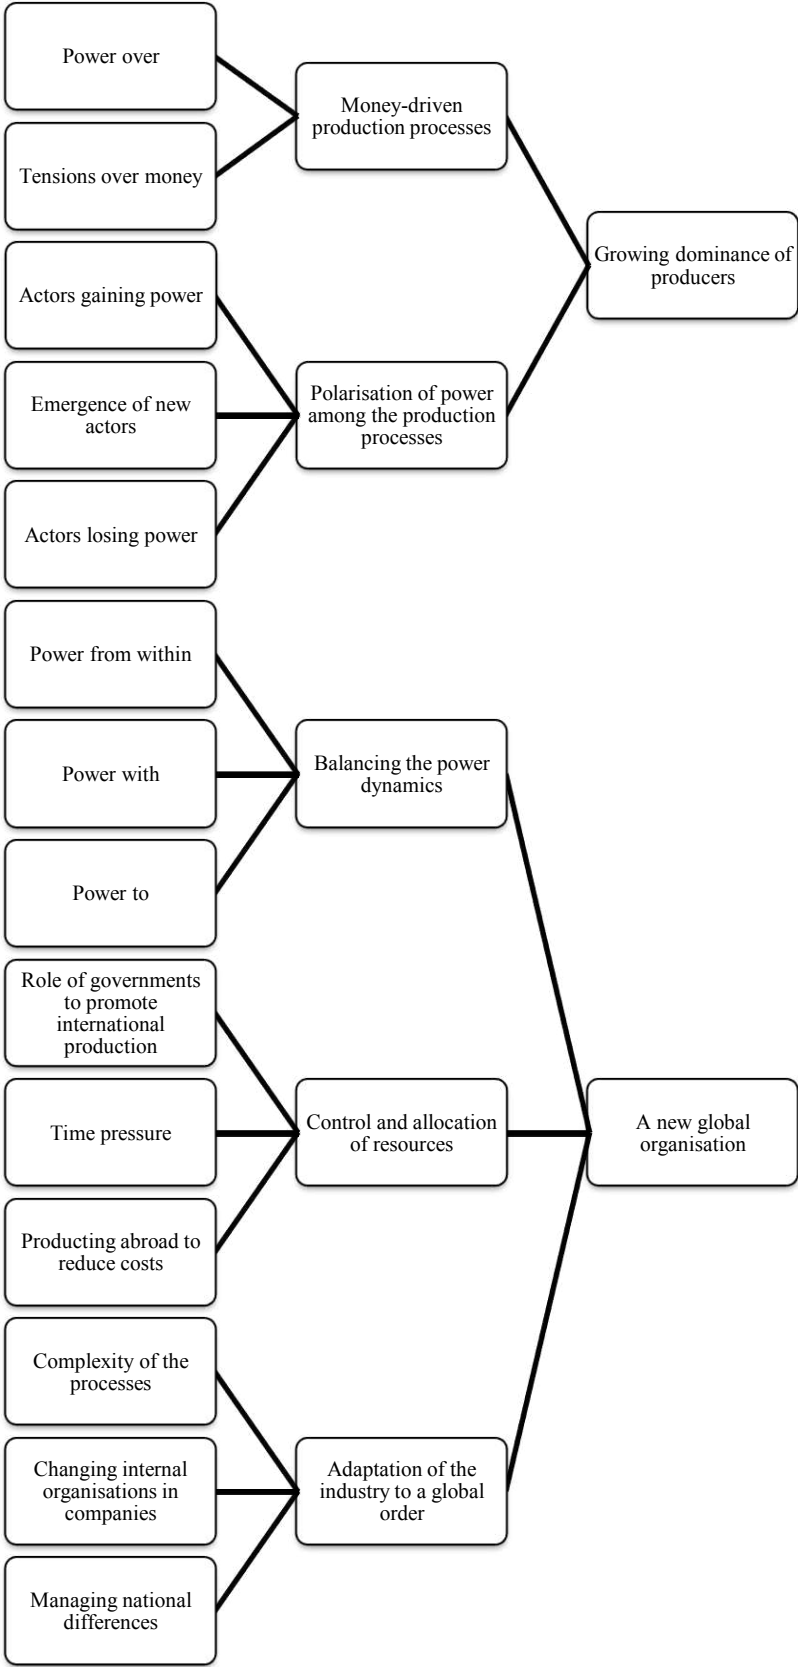 Power over
Tensions over money
Money-driven
production processes
Actors gaining power
Emergence of new
actors
Actors losing power
Polarisation of power
among the production
processes
Growing dominance of
producers
Power from within
Power with
Power to
Balancing the power
dynamics
Role of governments
to promote
international
production
Time pressure
Producting abroad to
reduce costs
Control and allocation
of resources
Complexity of the
processes
Changing internal
organisations in
companies
Managing national
differences
Adaptation of the
industry to a global
order
A new global
organisation